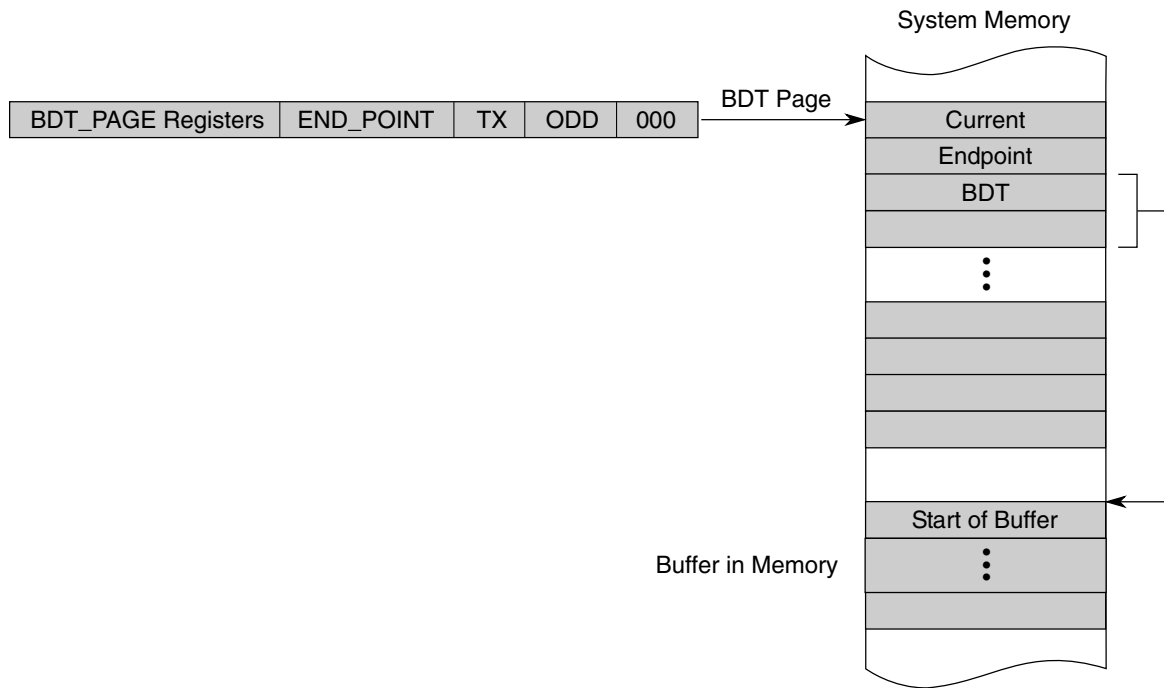 System Memory
BDT_PAGE Registers END_POINT TX ODD 000
BDT Page
Current
Endpoint
BDT
Start of Buffer
Buffer in Memory